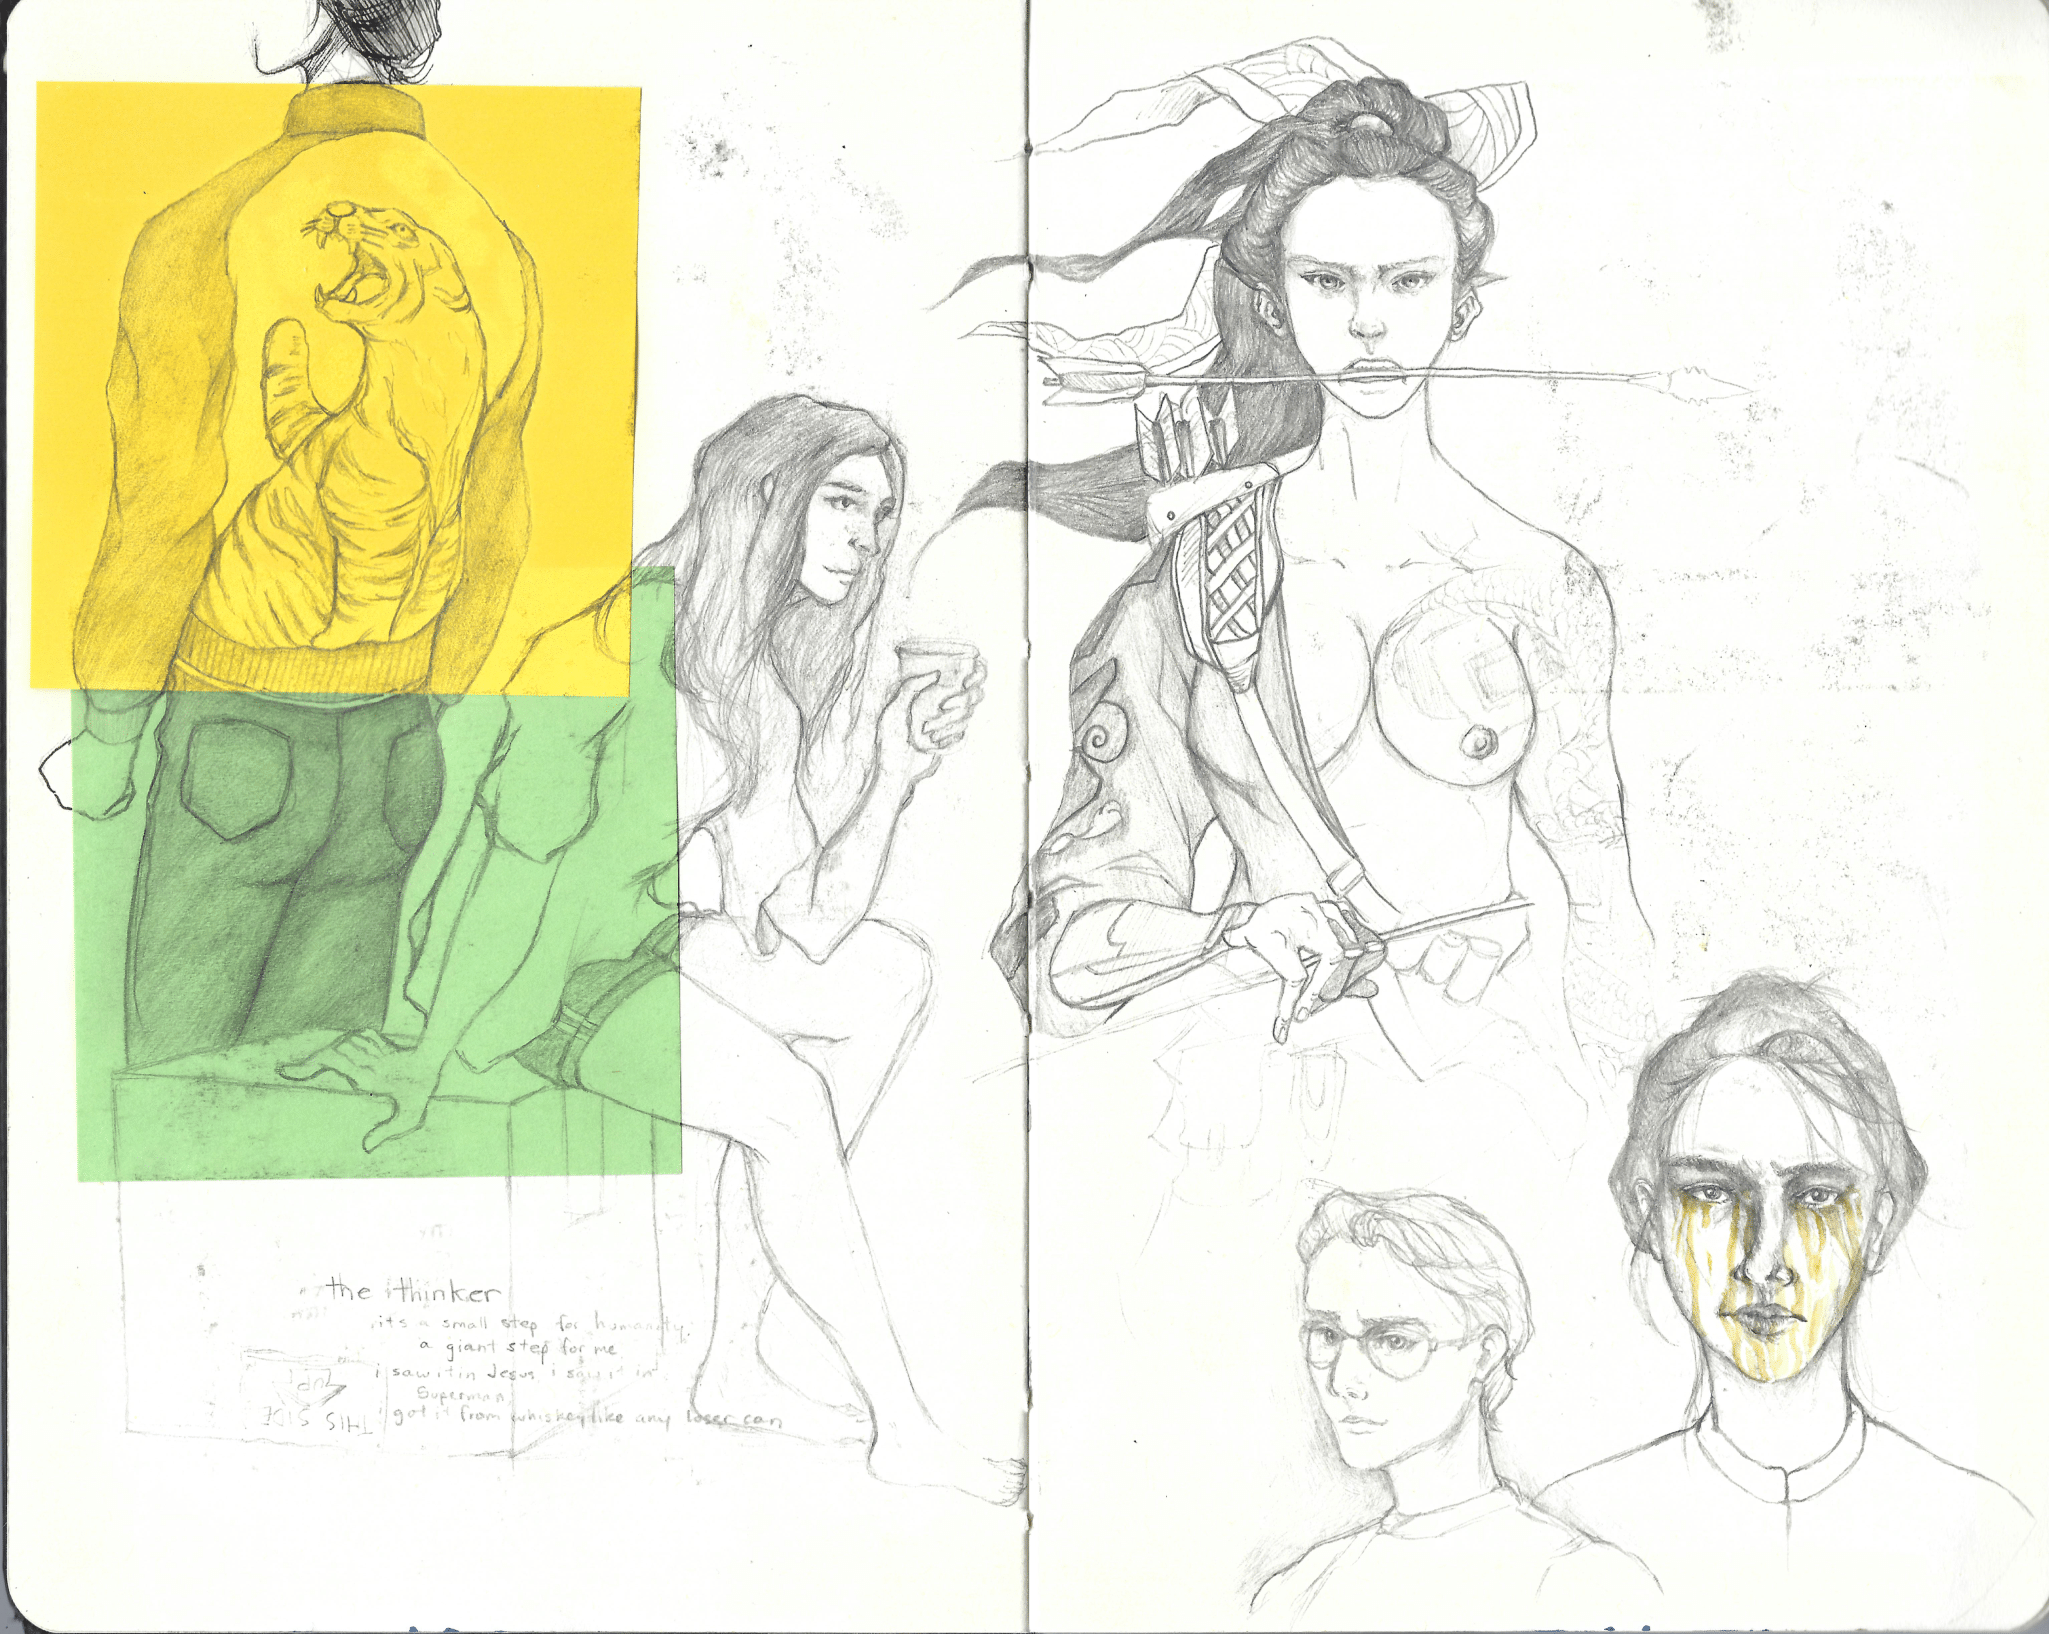 the thinker
its a small step for humanity
a giant step for me
i saw it in Jesus i saw it in
Superman
i got it from whiskey like any loser can
THIS SIDE
UP!